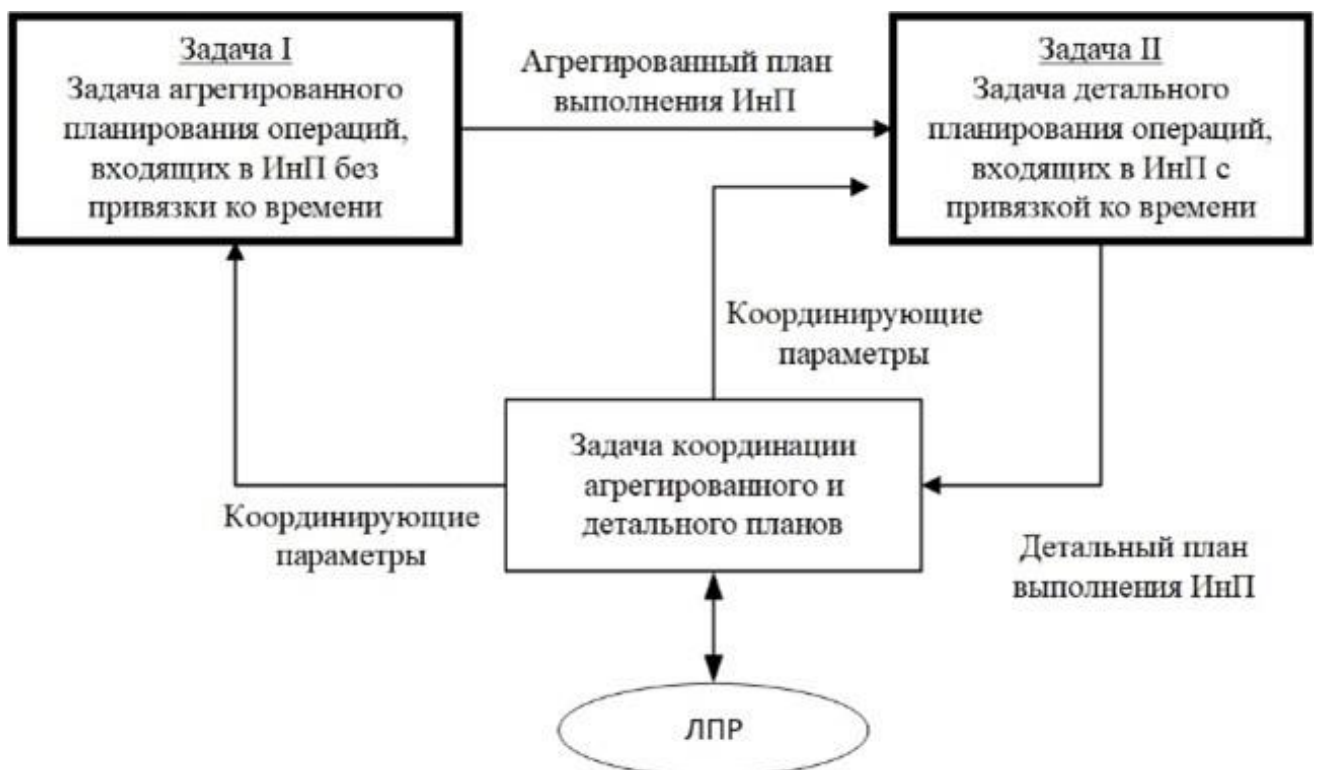 Задача I
Задача агрегированного
планирования операций,
входящих в ИнП без
привязки ко времени
Агрегированный план
выполнения ИнП
Задача II
Задача детального
планирования операций,
входящих в ИнП с
привязкой ко времени
Координирующие
параметры
Задача координации
агрегированного и
детального планов
Координирующие
параметры
Детальный план
выполнения ИнП
ЛПР